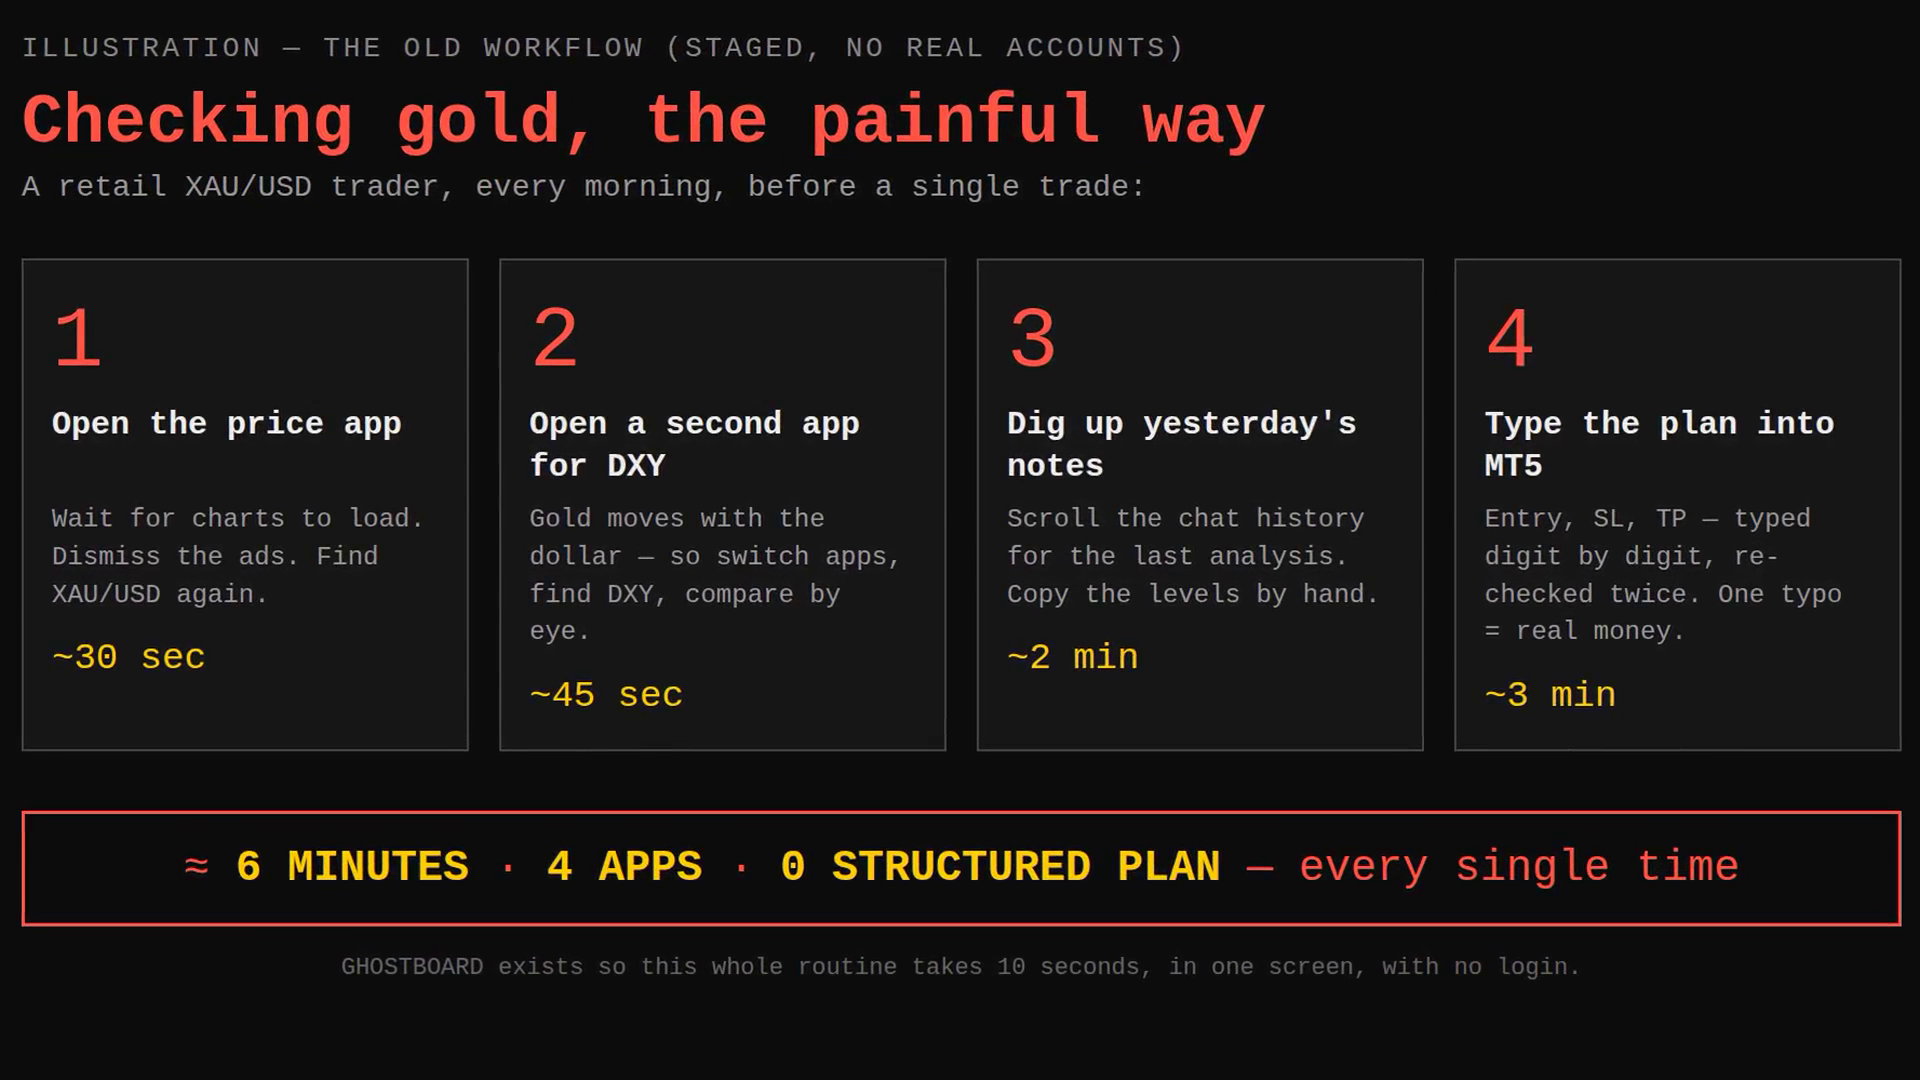 ILLUSTRATION — THE OLD WORKFLOW (STAGED, NO REAL ACCOUNTS)
Checking gold, the painful way
A retail XAU/USD trader, every morning, before a single trade:
1
Open the price app
Wait for charts to load.
Dismiss the ads. Find
XAU/USD again.
~30 sec
2
Open a second app
for DXY
Gold moves with the
dollar — so switch apps,
find DXY, compare by
eye.
~45 sec
3
Dig up yesterday's
notes
Scroll the chat history
for the last analysis.
Copy the levels by hand.
~2 min
4
Type the plan into
MT5
Entry, SL, TP — typed
digit by digit, re-
checked twice. One typo
= real money.
~3 min
≈ 6 MINUTES · 4 APPS · 0 STRUCTURED PLAN — every single time
GHOSTBOARD exists so this whole routine takes 10 seconds, in one screen, with no login.